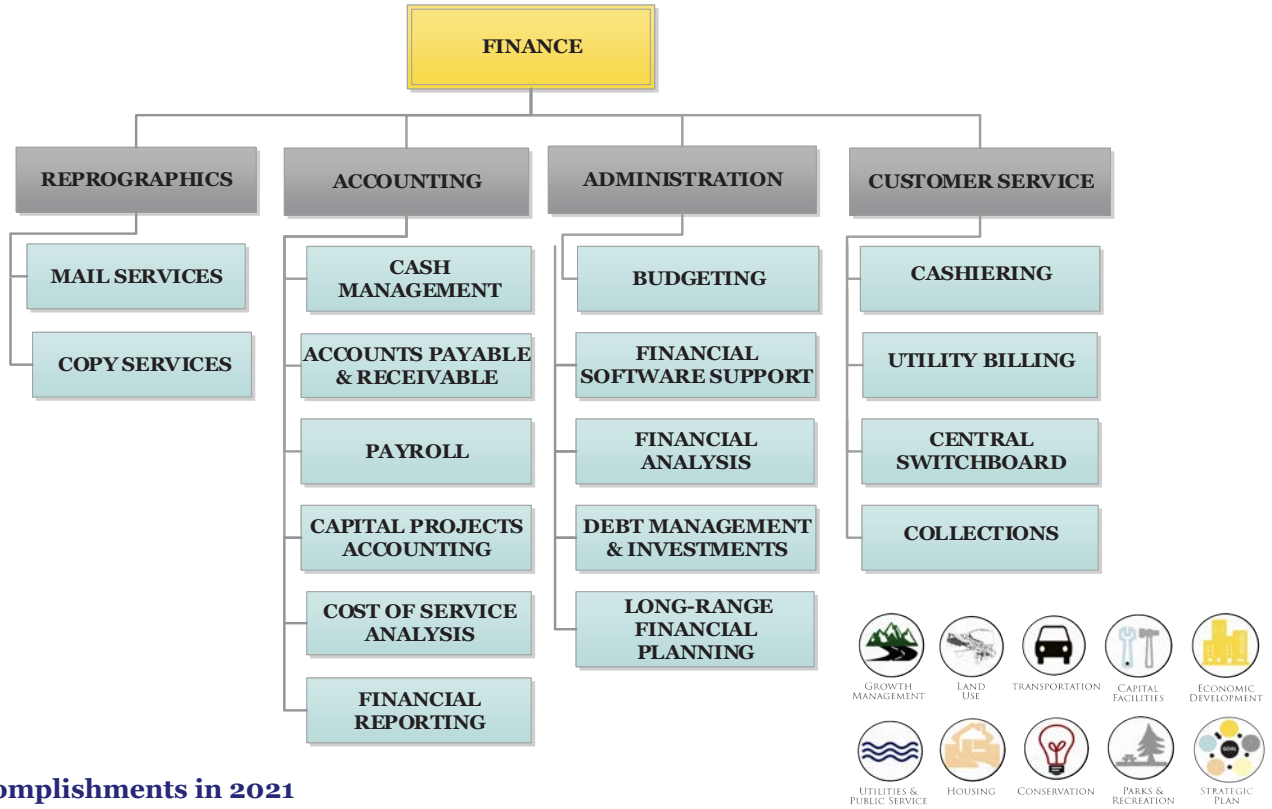 FINANCE
REPROGRAPHICS
MAIL SERVICES
COPY SERVICES
ACCOUNTING
CASH
MANAGEMENT
ACCOUNTS PAYABLE
& RECEIVABLE
PAYROLL
CAPITAL PROJECTS
ACCOUNTING
COST OF SERVICE
ANALYSIS
FINANCIAL
REPORTING
ADMINISTRATION
BUDGETING
FINANCIAL
SOFTWARE SUPPORT
FINANCIAL
ANALYSIS
DEBT MANAGEMENT
& INVESTMENTS
LONG-RANGE
FINANCIAL
PLANNING
CUSTOMER SERVICE
CASHIERING
UTILITY BILLING
CENTRAL
SWITCHBOARD
COLLECTIONS
GROWTH
MANAGEMENT
LAND
USE
TRANSPORTATION
CAPITAL
FACILITIES
ECONOMIC
DEVELOPMENT
UTILITIES &
PUBLIC SERVICE
HOUSING
CONSERVATION
PARKS &
RECREATION
GOAL
STRATEGIC
PLAN
omplishments in 2021